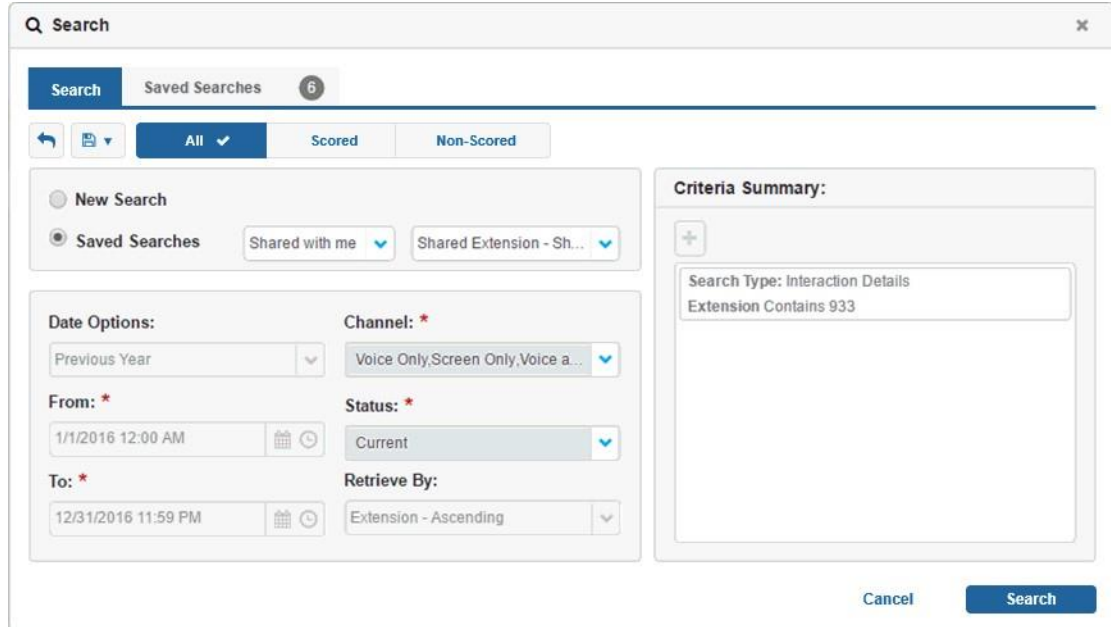 Search
Search
Saved Searches 6
All
Scored
Non-Scored
New Search
Saved Searches
Shared with me
Shared Extension - Sh...
Date Options:
Channel: *
Previous Year
Voice Only,Screen Only,Voice a...
From: *
Status: *
1/1/2016 12:00 AM
Current
To: *
Retrieve By:
12/31/2016 11:59 PM
Extension - Ascending
Criteria Summary:
Search Type: Interaction Details
Extension Contains 933
Cancel
Search